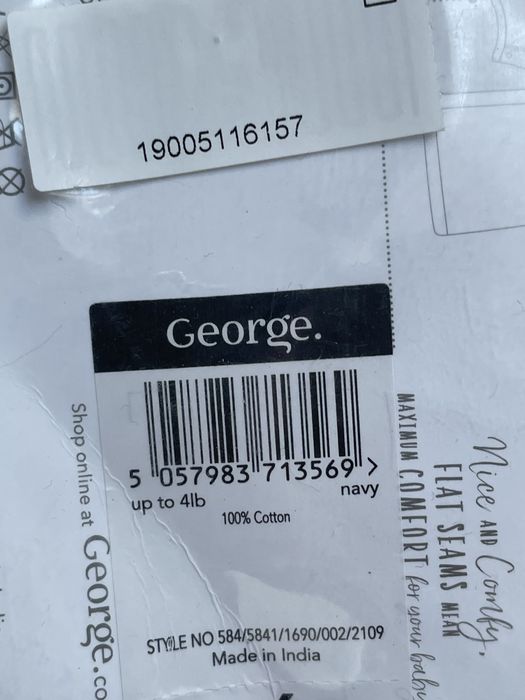 19005116157
George.
5 057983 713569 >
up to 4lb
navy
100% Cotton
STYLE NO 584/5841/1690/002/2109
Made in India
Shop online at George.co
Nice AND Comfy,
FLAT SEAMS MEAN
MAXIMUM COMFORT for your baby